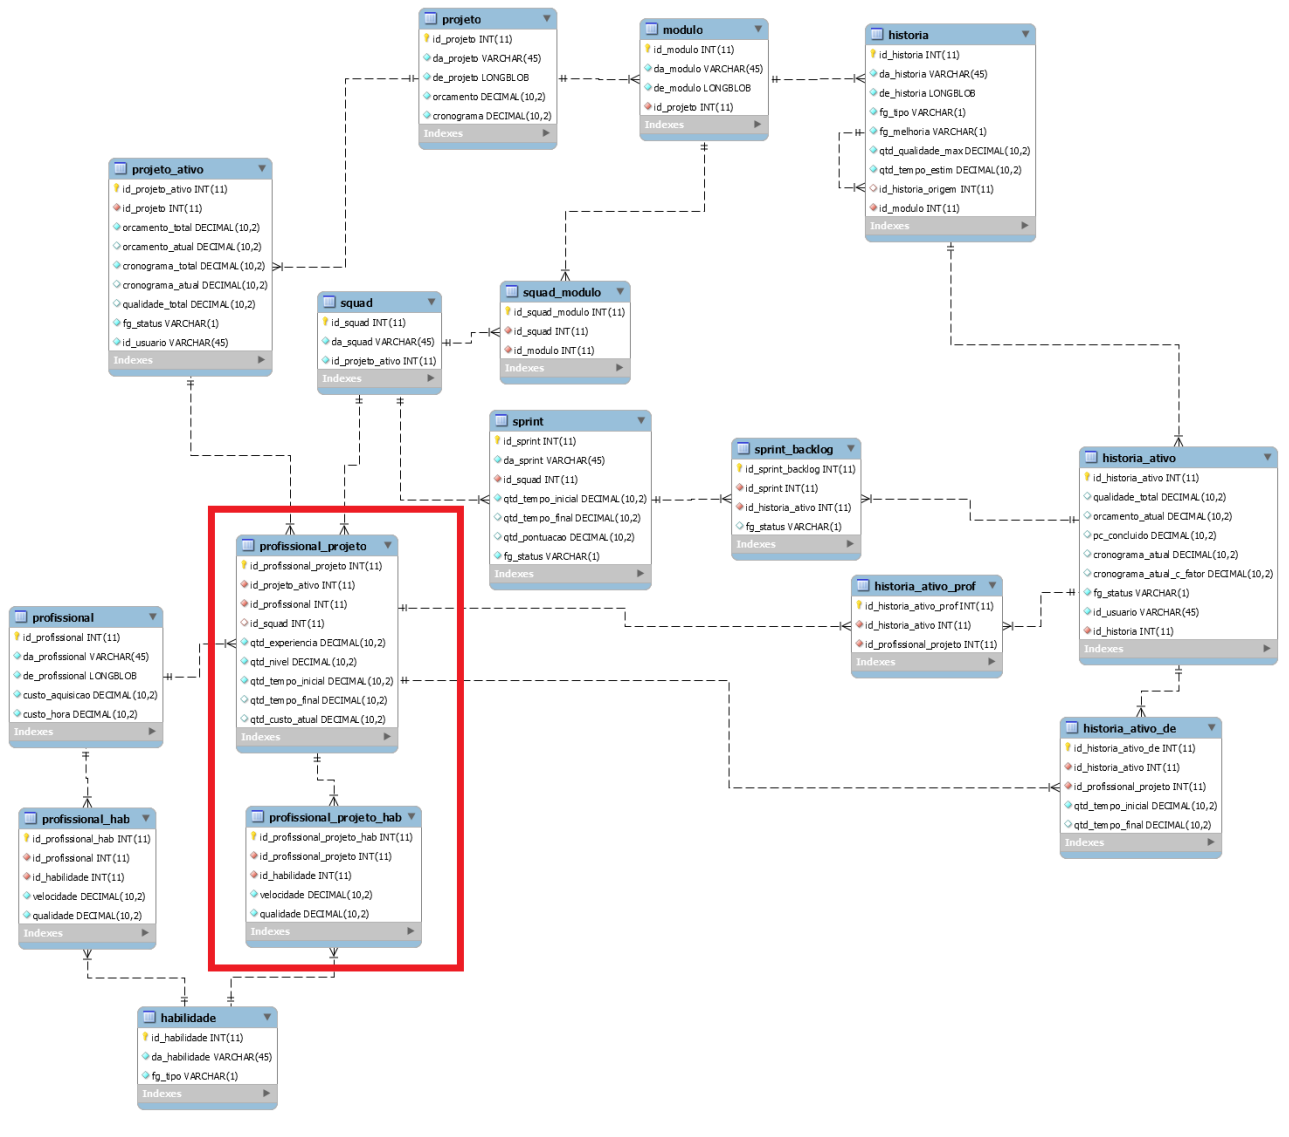 projeto
id_projeto INT(11)
da_projeto VARCHAR(45)
de_projeto LONGBLOB
orcamento DECIMAL(10,2)
cronograma DECIMAL(10,2)
Indexes
modulo
id_modulo INT(11)
da_modulo VARCHAR(45)
de_modulo LONGBLOB
id_projeto INT(11)
Indexes
historia
id_historia INT(11)
da_historia VARCHAR(45)
de_historia LONGBLOB
fg_tipo VARCHAR(1)
fg_melhoria VARCHAR(1)
qtd_qualidade_max DECIMAL(10,2)
qtd_tempo_estim DECIMAL(10,2)
id_historia_origem INT(11)
id_modulo INT(11)
Indexes
projeto_ativo
id_projeto_ativo INT(11)
id_projeto INT(11)
orcamento_total DECIMAL(10,2)
orcamento_atual DECIMAL(10,2)
cronograma_total DECIMAL(10,2)
cronograma_atual DECIMAL(10,2)
qualidade_total DECIMAL(10,2)
fg_status VARCHAR(1)
id_usuario VARCHAR(45)
Indexes
squad
id_squad INT(11)
da_squad VARCHAR(45)
id_projeto_ativo INT(11)
Indexes
squad_modulo
id_squad_modulo INT(11)
id_squad INT(11)
id_modulo INT(11)
Indexes
sprint
id_sprint INT(11)
da_sprint VARCHAR(45)
id_squad INT(11)
qtd_tempo_inicial DECIMAL(10,2)
qtd_tempo_final DECIMAL(10,2)
qtd_pontuacao DECIMAL(10,2)
fg_status VARCHAR(1)
Indexes
sprint_backlog
id_sprint_backlog INT(11)
id_sprint INT(11)
id_historia_ativo INT(11)
fg_status VARCHAR(1)
Indexes
historia_ativo
id_historia_ativo INT(11)
qualidade_total DECIMAL(10,2)
orcamento_atual DECIMAL(10,2)
pc_concluido DECIMAL(10,2)
cronograma_atual DECIMAL(10,2)
cronograma_atual_c_fator DECIMAL(10,2)
fg_status VARCHAR(1)
id_usuario VARCHAR(45)
id_historia INT(11)
Indexes
profissional_projeto
id_profissional_projeto INT(11)
id_projeto_ativo INT(11)
id_profissional INT(11)
id_squad INT(11)
qtd_experiencia DECIMAL(10,2)
qtd_nivel DECIMAL(10,2)
qtd_tempo_inicial DECIMAL(10,2)
qtd_tempo_final DECIMAL(10,2)
qtd_custo_atual DECIMAL(10,2)
Indexes
historia_ativo_prof
id_historia_ativo_prof INT(11)
id_historia_ativo INT(11)
id_profissional_projeto INT(11)
Indexes
profissional
id_profissional INT(11)
da_profissional VARCHAR(45)
de_profissional LONGBLOB
custo_aquisicao DECIMAL(10,2)
custo_hora DECIMAL(10,2)
Indexes
historia_ativo_de
id_historia_ativo_de INT(11)
id_historia_ativo INT(11)
id_profissional_projeto INT(11)
qtd_tempo_inicial DECIMAL(10,2)
qtd_tempo_final DECIMAL(10,2)
Indexes
profissional_hab
id_profissional_hab INT(11)
id_profissional INT(11)
id_habilidade INT(11)
velocidade DECIMAL(10,2)
qualidade DECIMAL(10,2)
Indexes
profissional_projeto_hab
id_profissional_projeto_hab INT(11)
id_profissional_projeto INT(11)
id_habilidade INT(11)
velocidade DECIMAL(10,2)
qualidade DECIMAL(10,2)
Indexes
habilidade
id_habilidade INT(11)
da_habilidade VARCHAR(45)
fg_tipo VARCHAR(1)
Indexes